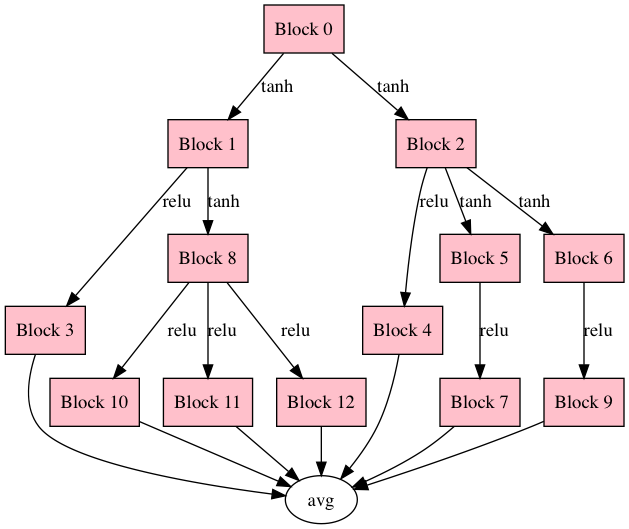 Block 0
tanh
tanh
Block 1
Block 2
relu
tanh
relu
tanh
tanh
Block 8
Block 5
Block 6
Block 3
relu
relu
relu
Block 4
relu
relu
Block 10
Block 11
Block 12
Block 7
Block 9
avg